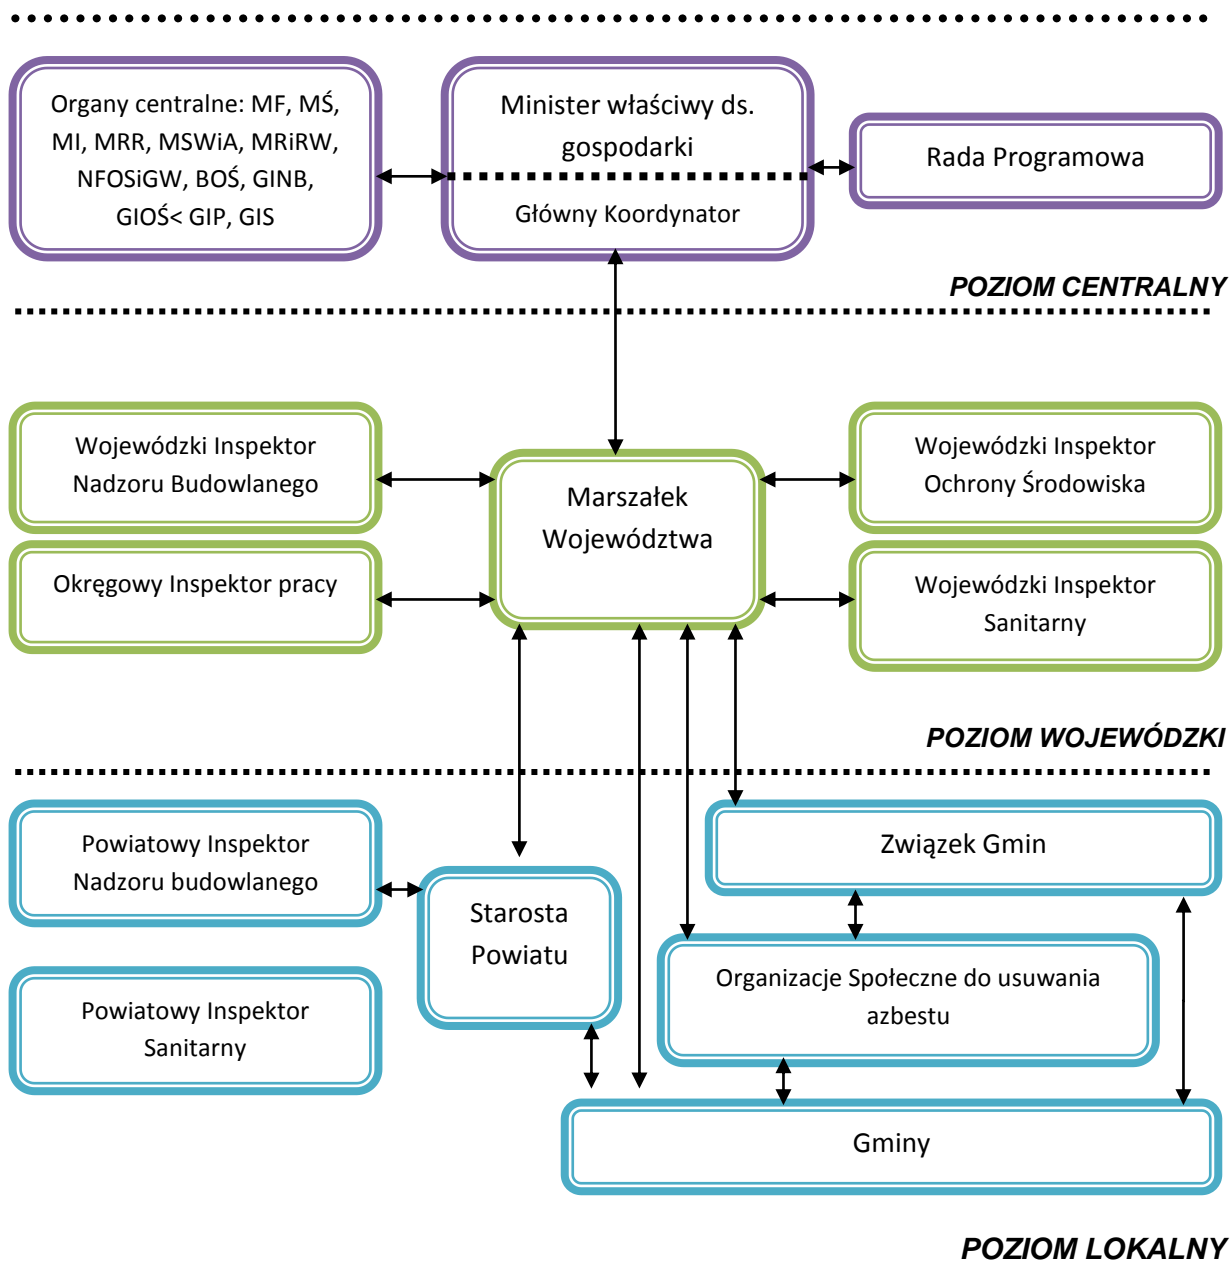 Organy centralne: MF, MŚ,
MI, MRR, MSWiA, MRiRW,
NFOSiGW, BOŚ, GINB,
GIOŚ< GIP, GIS
Minister właściwy ds.
gospodarki
Główny Koordynator
Rada Programowa
POZIOM CENTRALNY
Wojewódzki Inspektor
Nadzoru Budowlanego
Okręgowy Inspektor pracy
Marszałek
Województwa
Wojewódzki Inspektor
Ochrony Środowiska
Wojewódzki Inspektor
Sanitarny
POZIOM WOJEWÓDZKI
Powiatowy Inspektor
Nadzoru budowlanego
Powiatowy Inspektor
Sanitarny
Starosta
Powiatu
Związek Gmin
Organizacje Społeczne do usuwania
azbestu
Gminy
POZIOM LOKALNY